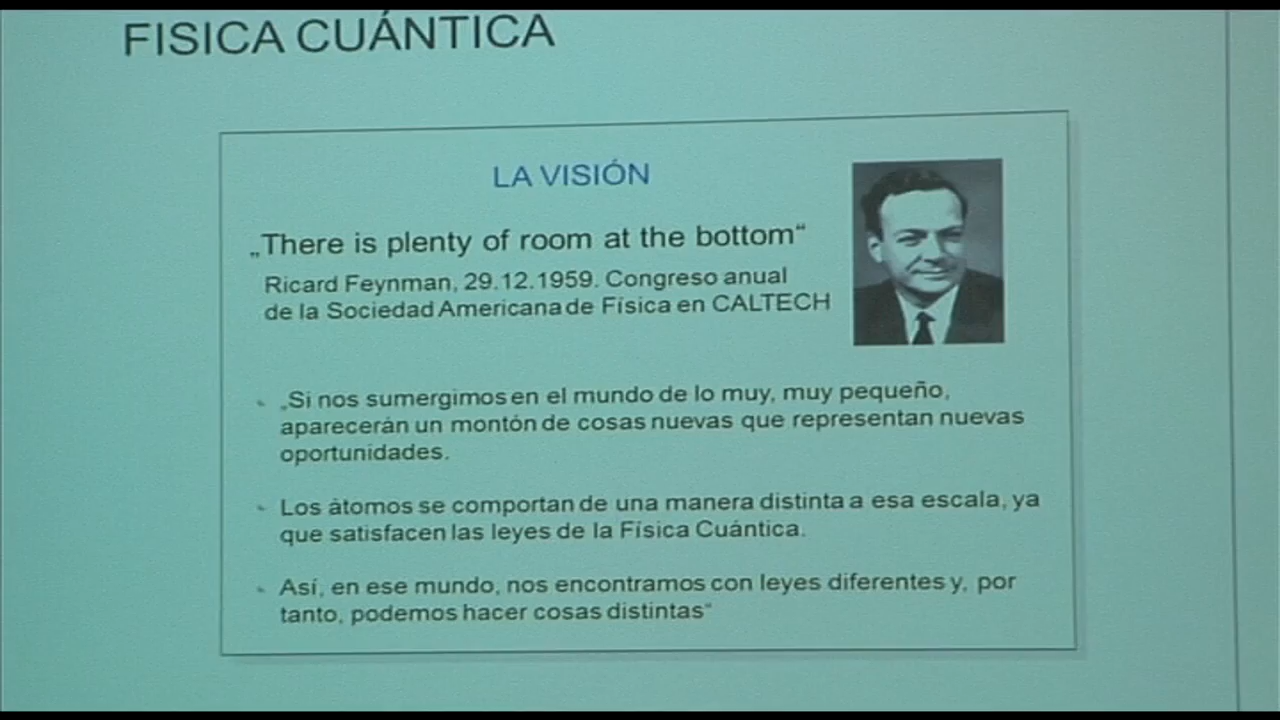 FISICA CUÁNTICA
LA VISIÓN
„There is plenty of room at the bottom“
Ricard Feynman, 29.12.1959. Congreso anual
de la Sociedad Americana de Física en CALTECH
„Si nos sumergimos en el mundo de lo muy, muy pequeño,
aparecerán un montón de cosas nuevas que representan nuevas
oportunidades.
Los átomos se comportan de una manera distinta a esa escala, ya
que satisfacen las leyes de la Física Cuántica.
Así, en ese mundo, nos encontramos con leyes diferentes y, por
tanto, podemos hacer cosas distintas“